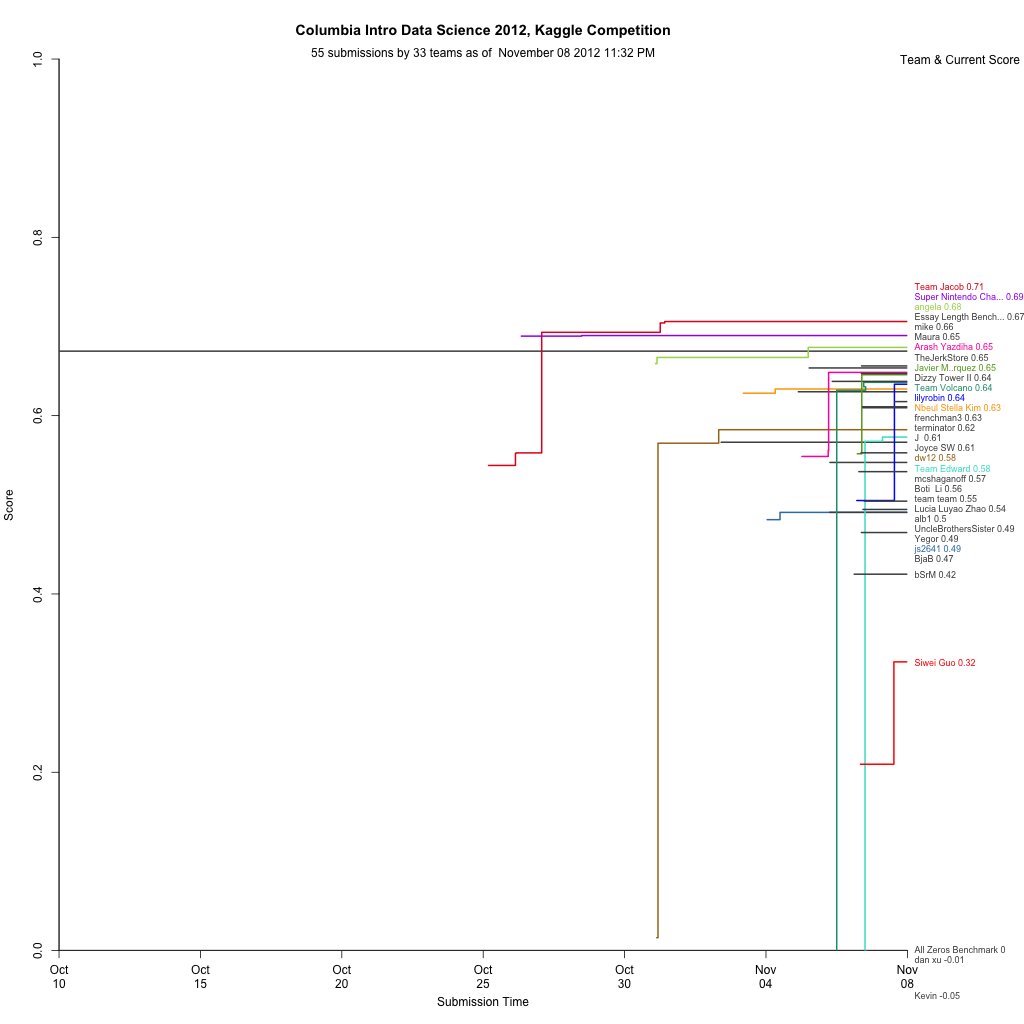 Columbia Intro Data Science 2012, Kaggle Competition
55 submissions by 33 teams as of  November 08 2012 11:32 PM
Team & Current Score
1.0
0.8
0.6
0.4
0.2
0.0
Score
Team Jacob 0.71
Super Nintendo Cha... 0.69
angela 0.68
Essay Length Bench... 0.67
mike 0.66
Maura 0.65
Arash Yazdiha 0.65
TheJerkStore 0.65
Javier M..rquez 0.65
Dizzy Tower II 0.64
Team Volcano 0.64
lilyrobin 0.64
Nbeul Stella Kim 0.63
frenchman3 0.63
terminator 0.62
J  0.61
Joyce SW 0.61
dw12 0.58
Team Edward 0.58
mcshaganoff 0.57
Boti  Li 0.56
team team 0.55
Lucia Luyao Zhao 0.54
alb1 0.5
UncleBrothersSister 0.49
Yegor 0.49
js2641 0.49
BjaB 0.47
bSrM 0.42
Siwei Guo 0.32
All Zeros Benchmark 0
dan xu -0.01
Kevin -0.05
Oct 10
Oct 15
Oct 20
Oct 25
Oct 30
Nov 04
Nov 08
Submission Time